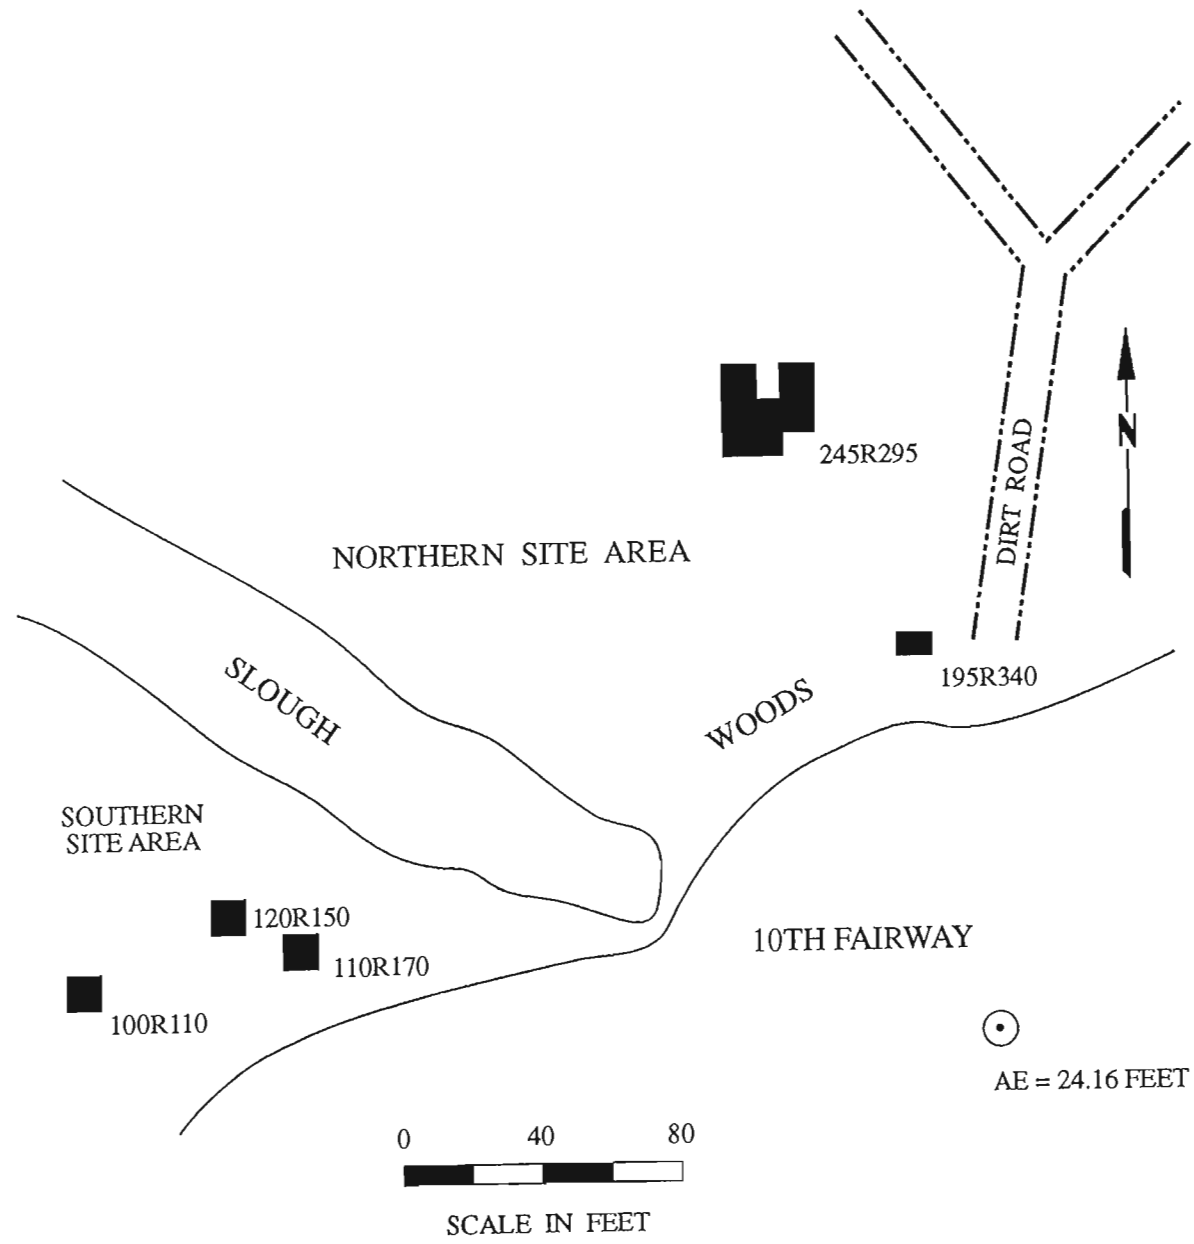 N
245R295
DIRT ROAD
NORTHERN SITE AREA
195R340
SLOUGH
WOODS
SOUTHERN
SITE AREA
120R150
110R170
100R110
10TH FAIRWAY
AE = 24.16 FEET
0 40 80
SCALE IN FEET